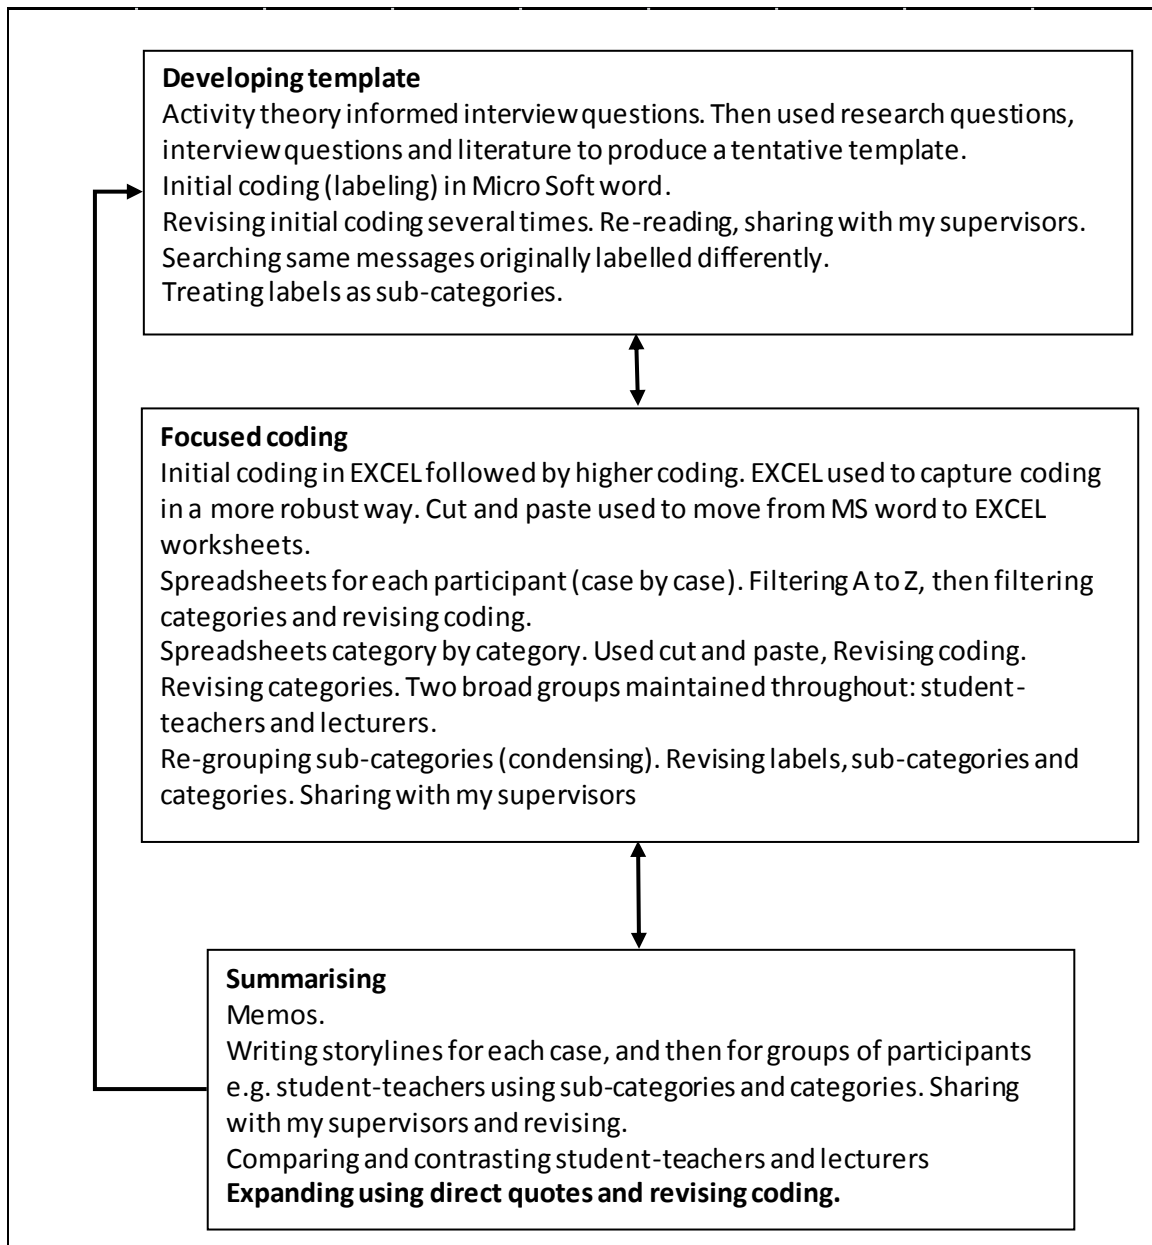 Developing template
Activity theory informed interview questions. Then used research questions,
interview questions and literature to produce a tentative template.
Initial coding (labeling) in Micro Soft word.
Revising initial coding several times. Re-reading, sharing with my supervisors.
Searching same messages originally labelled differently.
Treating labels as sub-categories.
Focused coding
Initial coding in EXCEL followed by higher coding. EXCEL used to capture coding
in a more robust way. Cut and paste used to move from MS word to EXCEL
worksheets.
Spreadsheets for each participant (case by case). Filtering A to Z, then filtering
categories and revising coding.
Spreadsheets category by category. Used cut and paste, Revising coding.
Revising categories. Two broad groups maintained throughout: student-
teachers and lecturers.
Re-grouping sub-categories (condensing). Revising labels, sub-categories and
categories. Sharing with my supervisors
Summarising
Memos.
Writing storylines for each case, and then for groups of participants
e.g. student-teachers using sub-categories and categories. Sharing
with my supervisors and revising.
Comparing and contrasting student-teachers and lecturers
Expanding using direct quotes and revising coding.